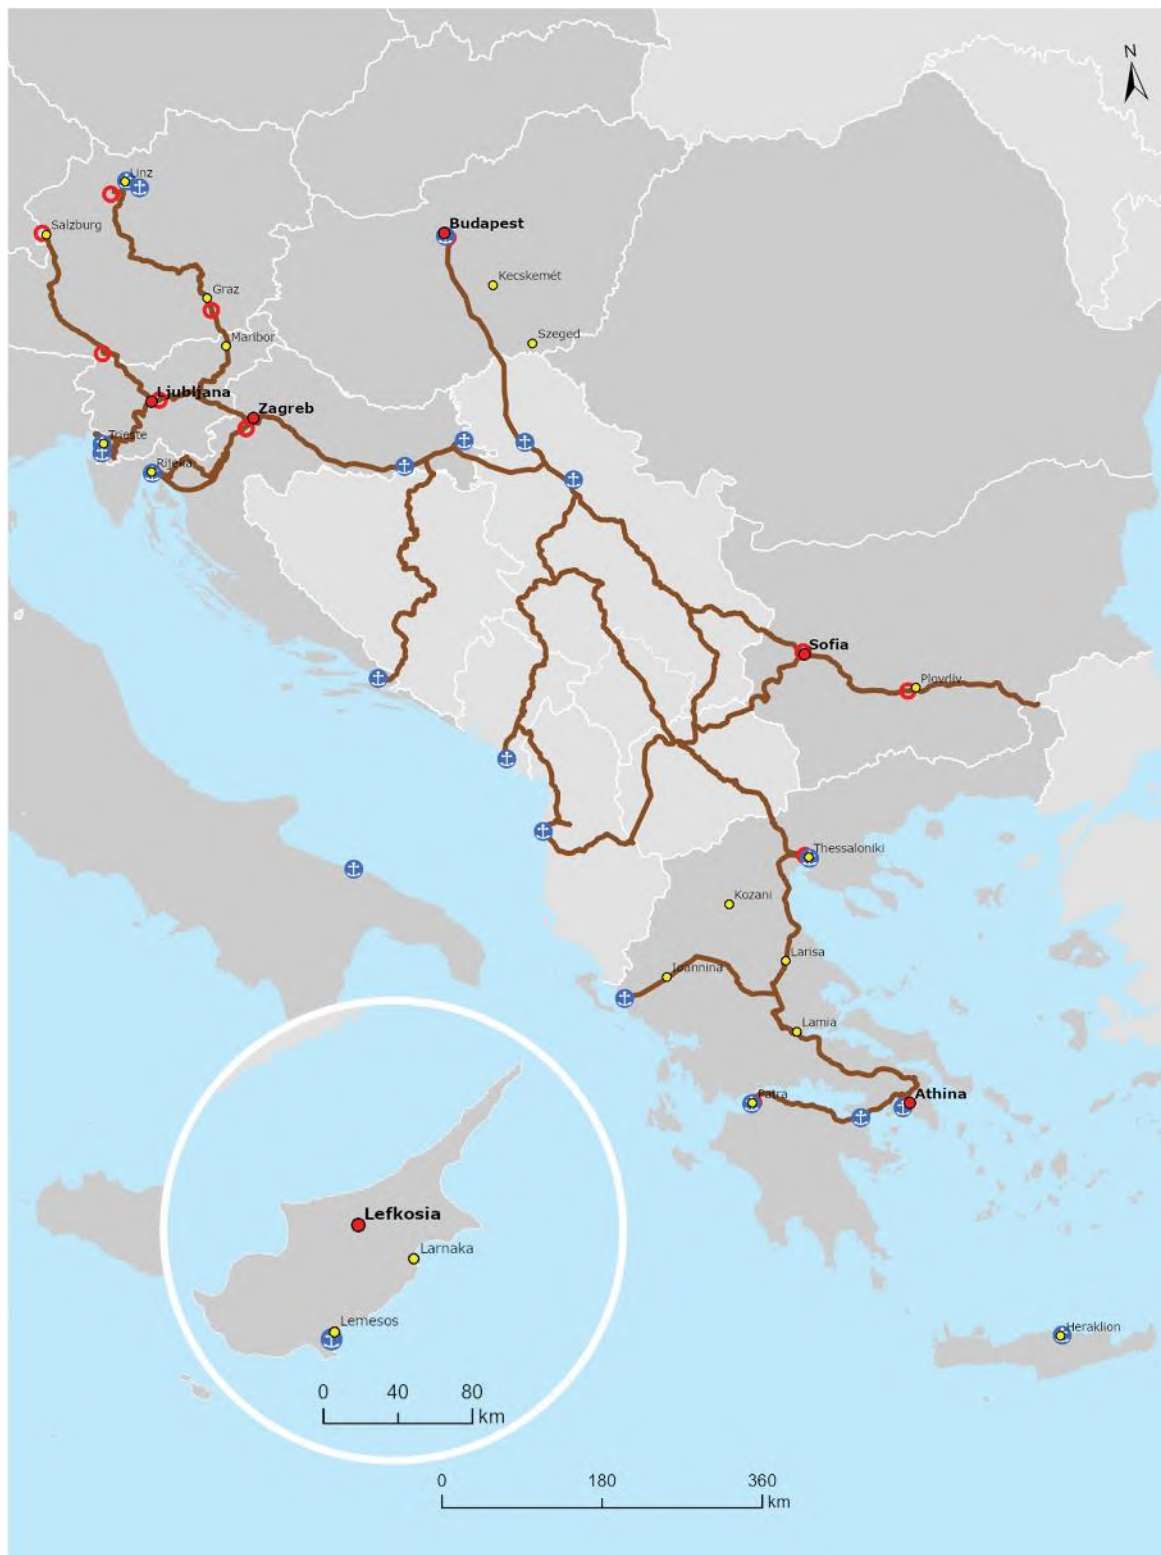 N
Linz
Salzburg
Budapest
Kecskemét
Graz
Szeged
Maribor
Ljubljana
Zagreb
Trieste
Rijeka
Sofia
Plovdiv
Thessaloniki
Kozani
Larisa
Ioannina
Lamia
Patra
Athina
Lefkosia
Larnaka
Lemesos
Heraklion
0 40 80
km
0 180 360
km